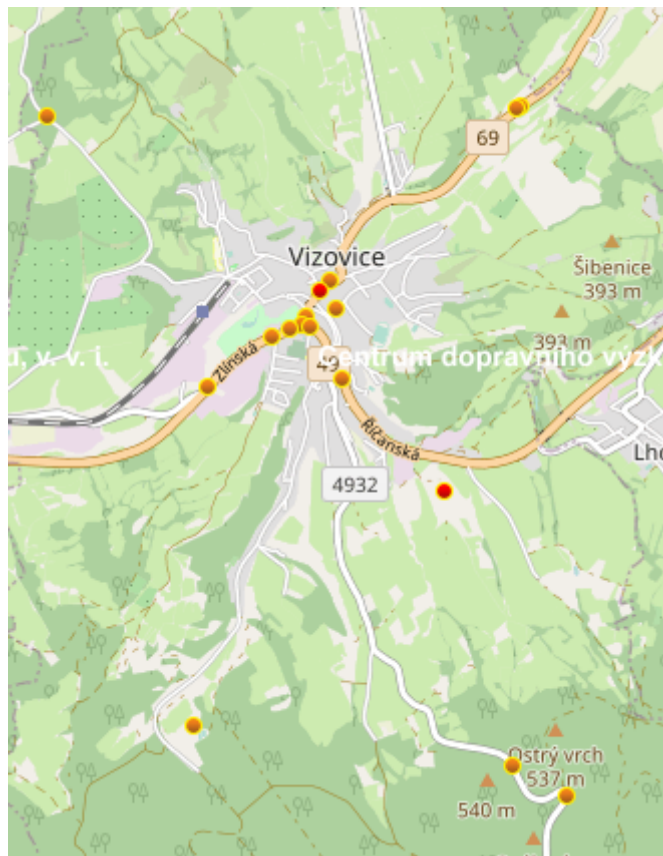 69
Vizovice
Šibenice
393 m
393 m
ů, v. v. i.
Centrum dopravního výzk
Zlínská
49
Říčanská
Lho
4932
Ostrý vrch
537 m
540 m